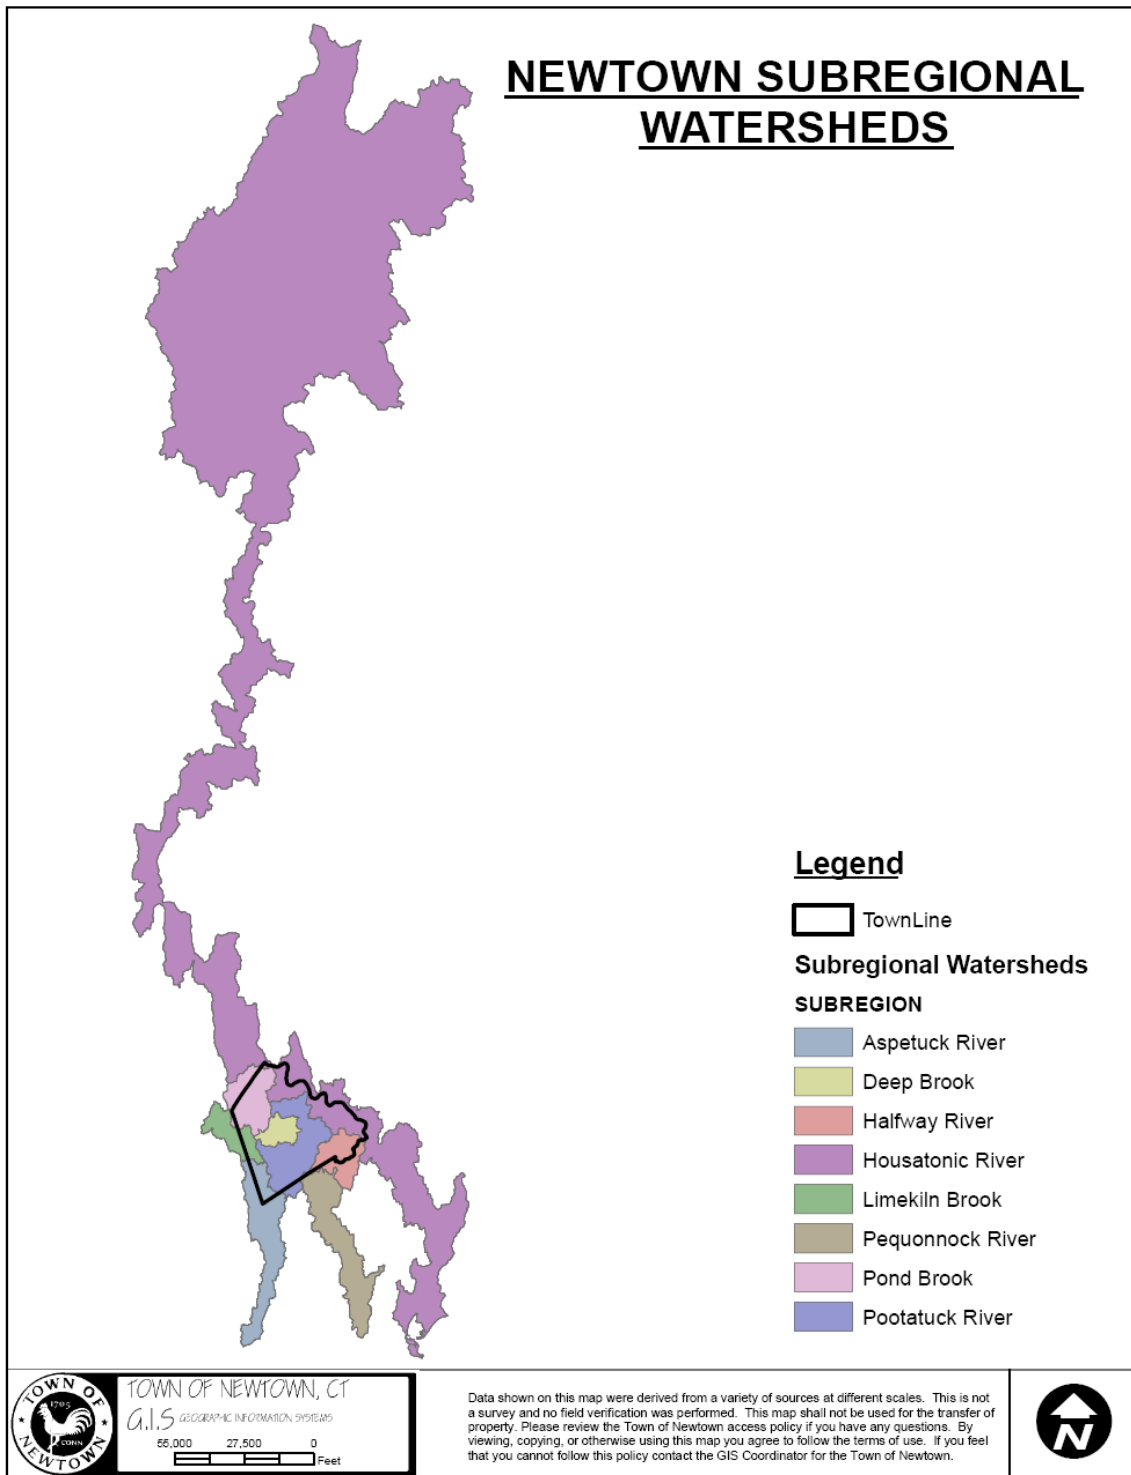 NEWTOWN SUBREGIONAL
WATERSHEDS
Legend
TownLine
Subregional Watersheds
SUBREGION
Aspetuck River
Deep Brook
Halfway River
Housatonic River
Limekiln Brook
Pequonnock River
Pond Brook
Pootatuck River
TOWN OF
1705
CONN
NEWTOWN
TOWN OF NEWTOWN, CT
G.I.S GEOGRAPHIC INFORMATION SYSTEMS
55,000 27,500 0
Feet
Data shown on this map were derived from a variety of sources at different scales. This is not
a survey and no field verification was performed. This map shall not be used for the transfer of
property. Please review the Town of Newtown access policy if you have any questions. By
viewing, copying, or otherwise using this map you agree to follow the terms of use. If you feel
that you cannot follow this policy contact the GIS Coordinator for the Town of Newtown.
N